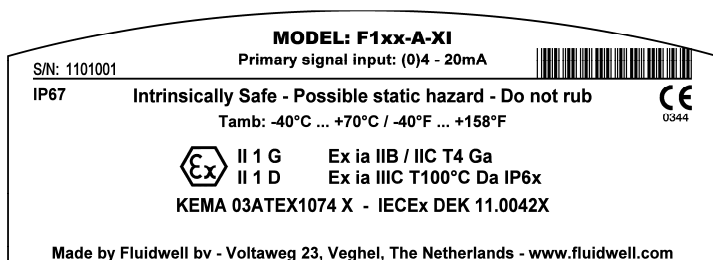 MODEL: F1xx-A-XI
Primary signal input: (0)4 - 20mA
S/N: 1101001
IP67 Intrinsically Safe - Possible static hazard - Do not rub
CE
0344
Tamb: -40°C ... +70°C / -40°F ... +158°F
Ex II 1 G Ex ia IIB / IIC T4 Ga
II 1 D Ex ia IIIC T100°C Da IP6x
KEMA 03ATEX1074 X - IECEx DEK 11.0042X
Made by Fluidwell bv - Voltaweg 23, Veghel, The Netherlands - www.fluidwell.com